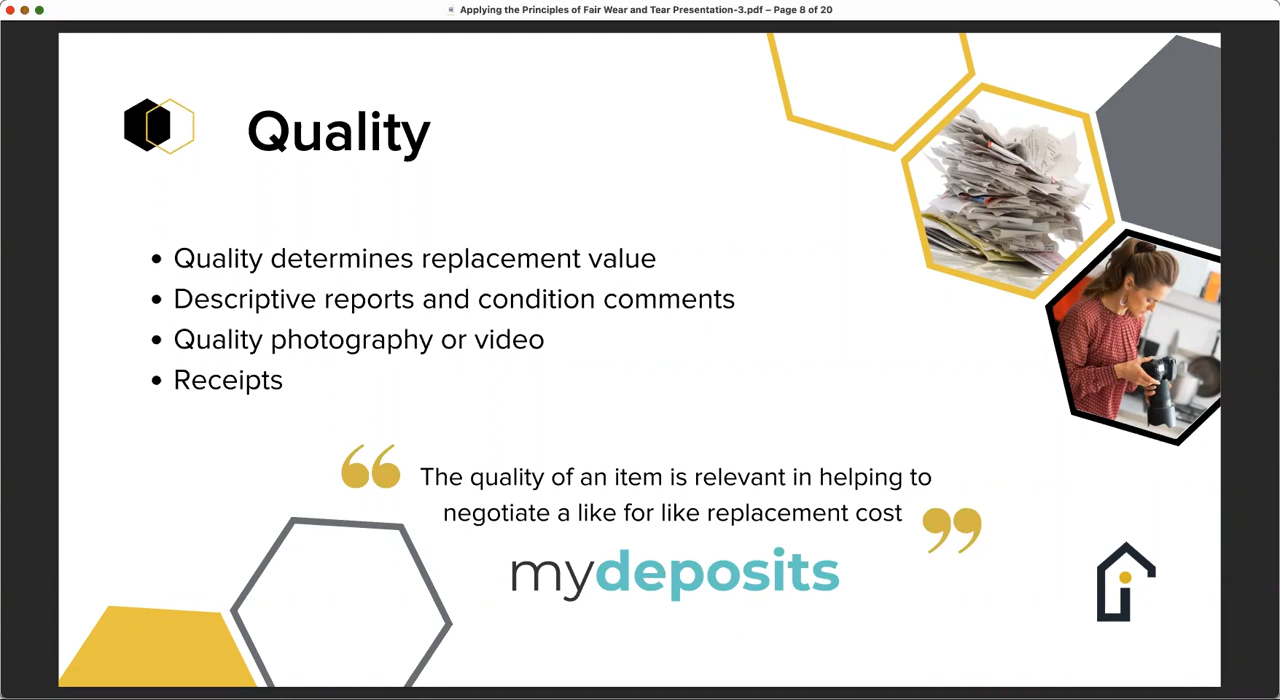 Applying the Principles of Fair Wear and Tear Presentation-3.pdf – Page 8 of 20
Quality
• Quality determines replacement value
• Descriptive reports and condition comments
• Quality photography or video
• Receipts
“The quality of an item is relevant in helping to
negotiate a like for like replacement cost”
mydeposits